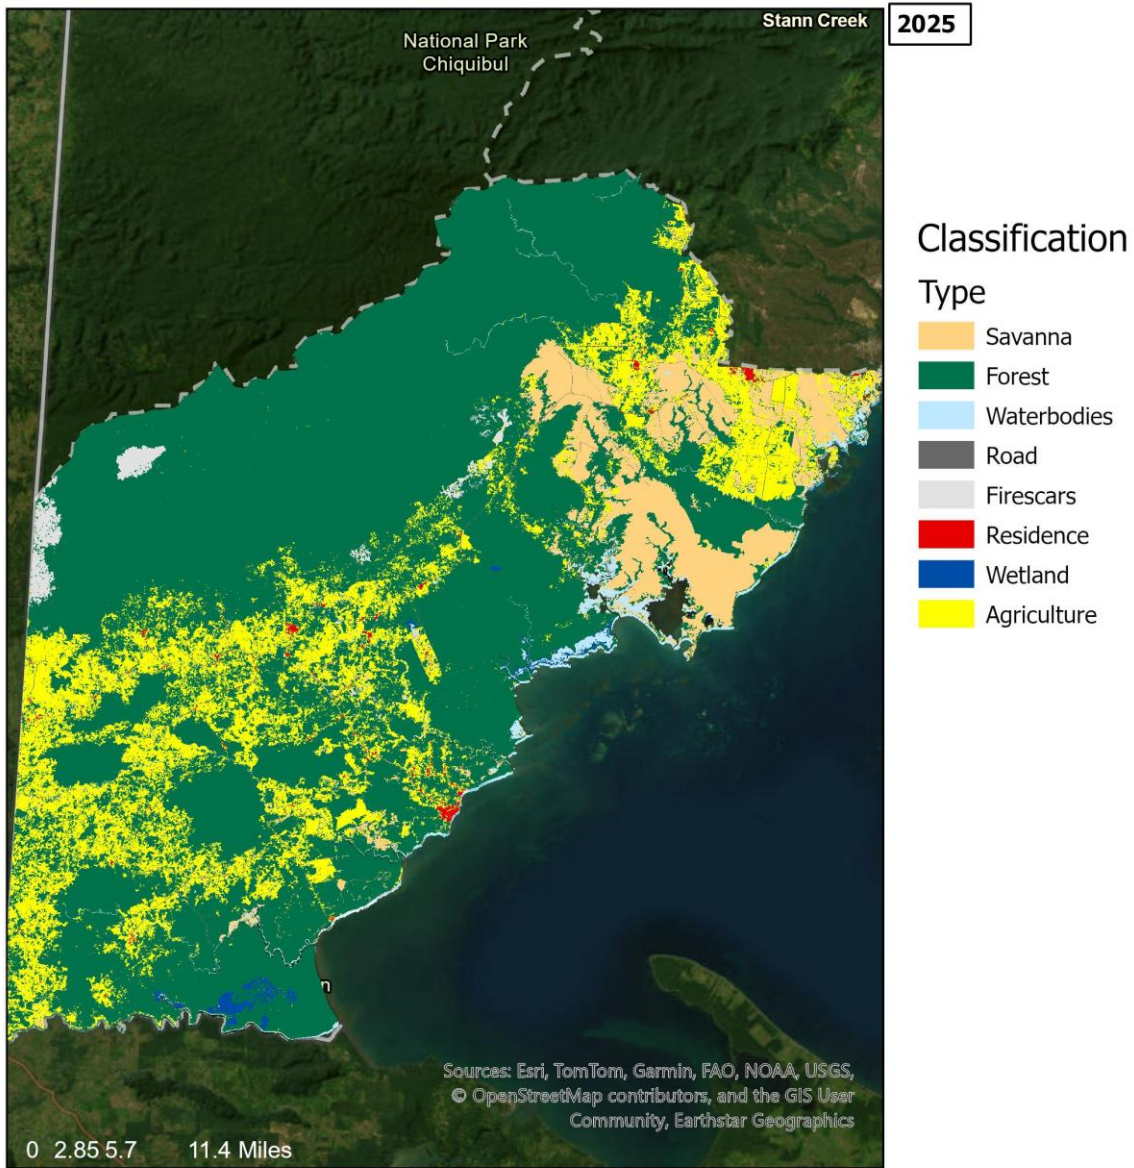 Stann Creek
2025
National Park
Chiquibul
Classification
Type
Savanna
Forest
Waterbodies
Road
Firescars
Residence
Wetland
Agriculture
n
Sources: Esri, TomTom, Garmin, FAO, NOAA, USGS,
© OpenStreetMap contributors, and the GIS User
Community, Earthstar Geographics
0 2.85 5.7 11.4 Miles